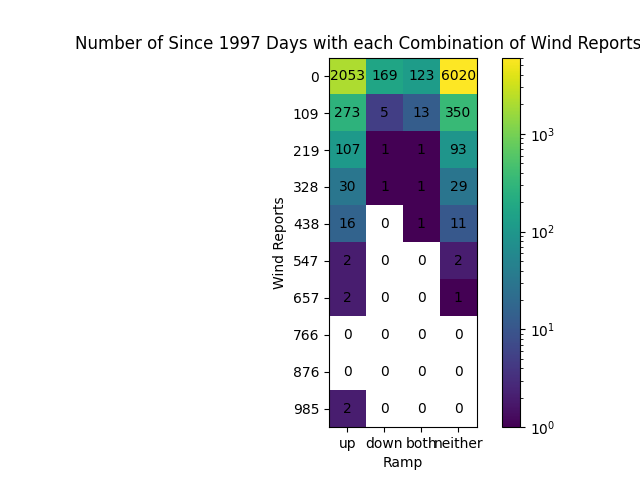 Number of Since 1997 Days with each Combination of Wind Reports
0 2053 169 123 6020
109 273 5 13 350
219 107 1 1 93
328 30 1 1 29
438 16 0 1 11
547 2 0 0 2
657 2 0 0 1
766 0 0 0 0
876 0 0 0 0
985 2 0 0 0
up down both neither
Ramp
Wind Reports
10³
10²
10¹
10⁰